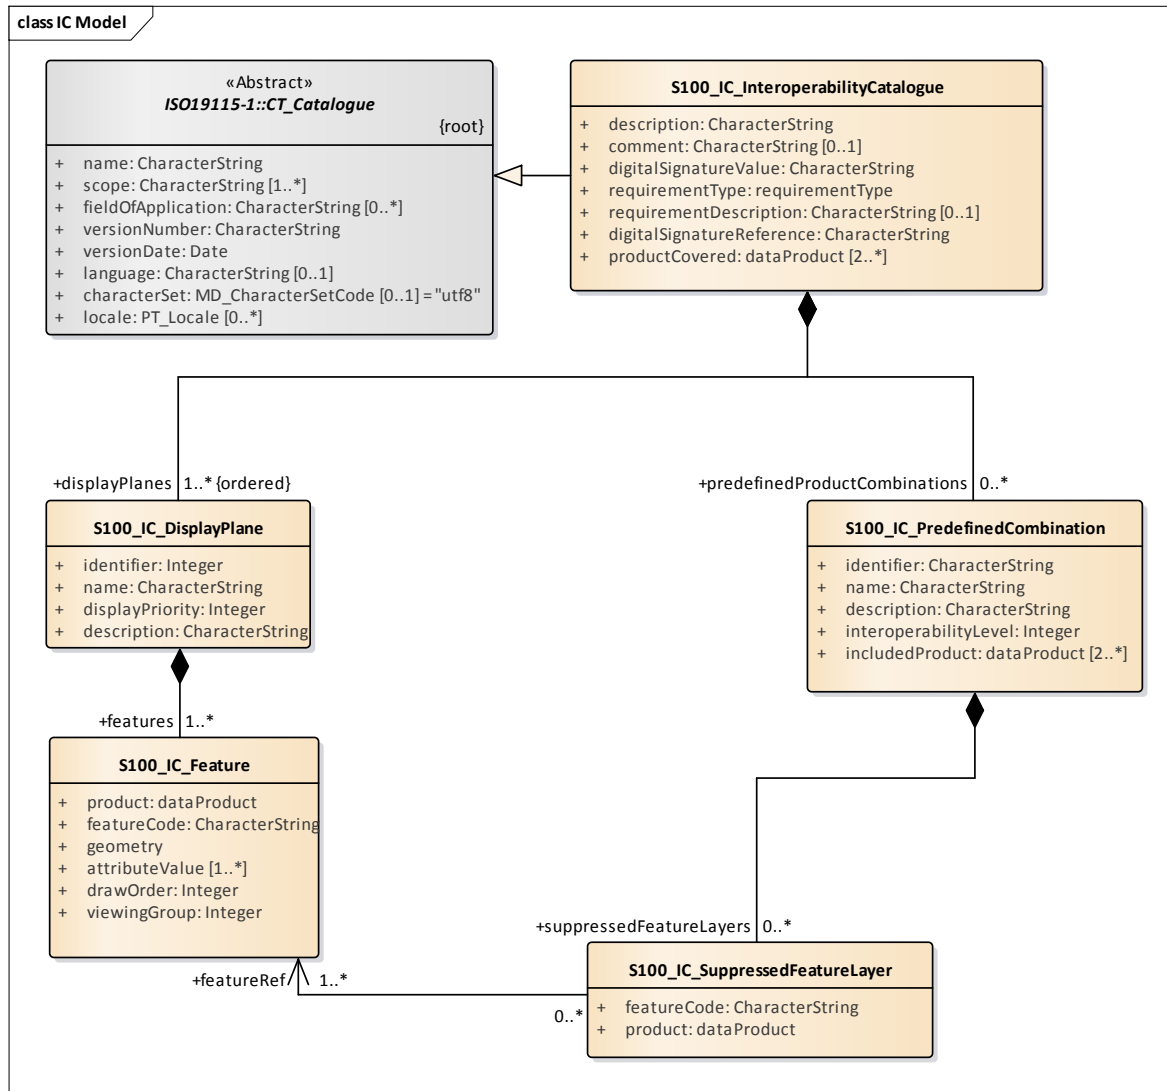 class IC Model
«Abstract»
ISO19115-1::CT_Catalogue
{root}
+ name: CharacterString
+ scope: CharacterString [1..*]
+ fieldOfApplication: CharacterString [0..*]
+ versionNumber: CharacterString
+ versionDate: Date
+ language: CharacterString [0..1]
+ characterSet: MD_CharacterSetCode [0..1] = "utf8"
+ locale: PT_Locale [0..*]
S100_IC_InteroperabilityCatalogue
+ description: CharacterString
+ comment: CharacterString [0..1]
+ digitalSignatureValue: CharacterString
+ requirementType: requirementType
+ requirementDescription: CharacterString [0..1]
+ digitalSignatureReference: CharacterString
+ productCovered: dataProduct [2..*]
+displayPlanes 1..* {ordered}
+predefinedProductCombinations 0..*
S100_IC_DisplayPlane
+ identifier: Integer
+ name: CharacterString
+ displayPriority: Integer
+ description: CharacterString
S100_IC_PredefinedCombination
+ identifier: CharacterString
+ name: CharacterString
+ description: CharacterString
+ interoperabilityLevel: Integer
+ includedProduct: dataProduct [2..*]
+features 1..*
S100_IC_Feature
+ product: dataProduct
+ featureCode: CharacterString
+ geometry
+ attributeValue [1..*]
+ drawOrder: Integer
+ viewingGroup: Integer
+suppressedFeatureLayers 0..*
+featureRef 1..*
0..*
S100_IC_SuppressedFeatureLayer
+ featureCode: CharacterString
+ product: dataProduct